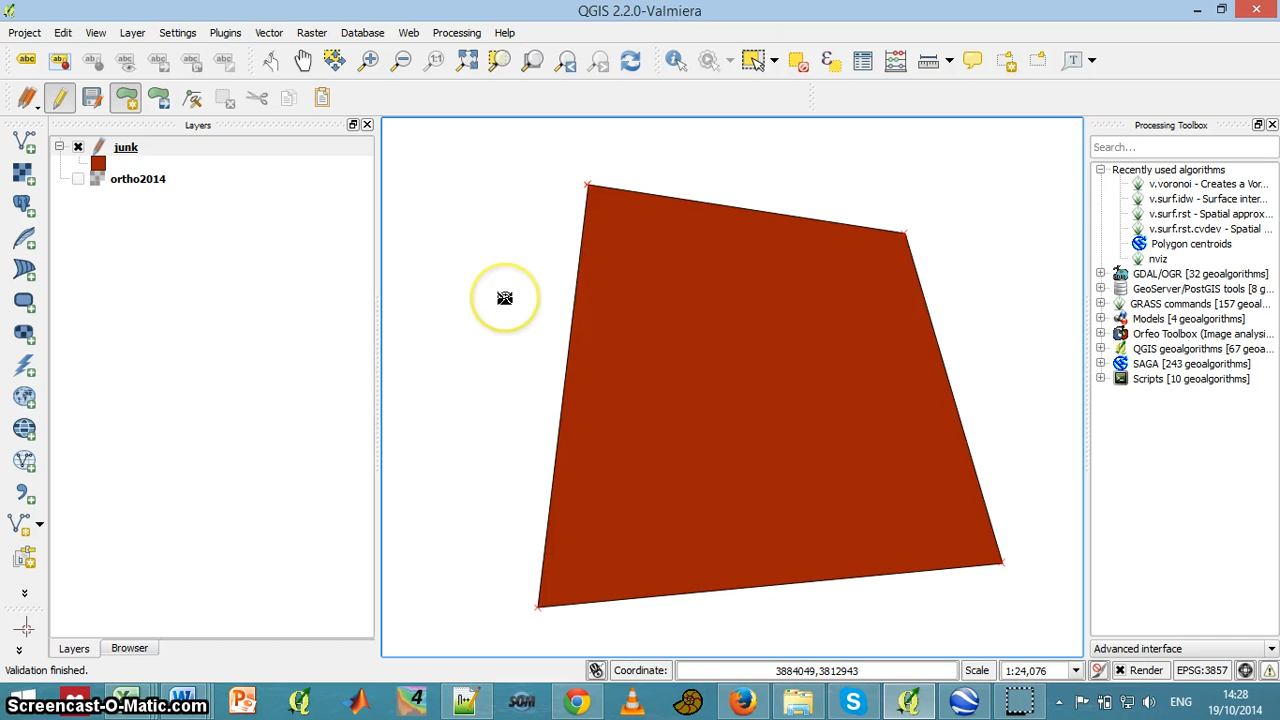 QGIS 2.2.0-Valmiera
Project Edit View Layer Settings Plugins Vector Raster Database Web Processing Help
Layers
junk
ortho2014
Layers Browser
Processing Toolbox
Search...
Recently used algorithms
v.voronoi - Creates a Vor...
v.surf.idw - Surface inter...
v.surf.rst - Spatial approx...
v.surf.rst.cvdev - Spatial ...
Polygon centroids
nviz
GDAL/OGR [32 geoalgorithms]
GeoServer/PostGIS tools [8 g...
GRASS commands [157 geoal...
Models [4 geoalgorithms]
Orfeo Toolbox (Image analysi...
QGIS geoalgorithms [67 geoa...
SAGA [243 geoalgorithms]
Scripts [10 geoalgorithms]
Advanced interface
Validation finished.
Coordinate: 3884049,3812943 Scale 1:24,076 Render EPSG:3857
Screencast-O-Matic.com
ENG
14:28
19/10/2014